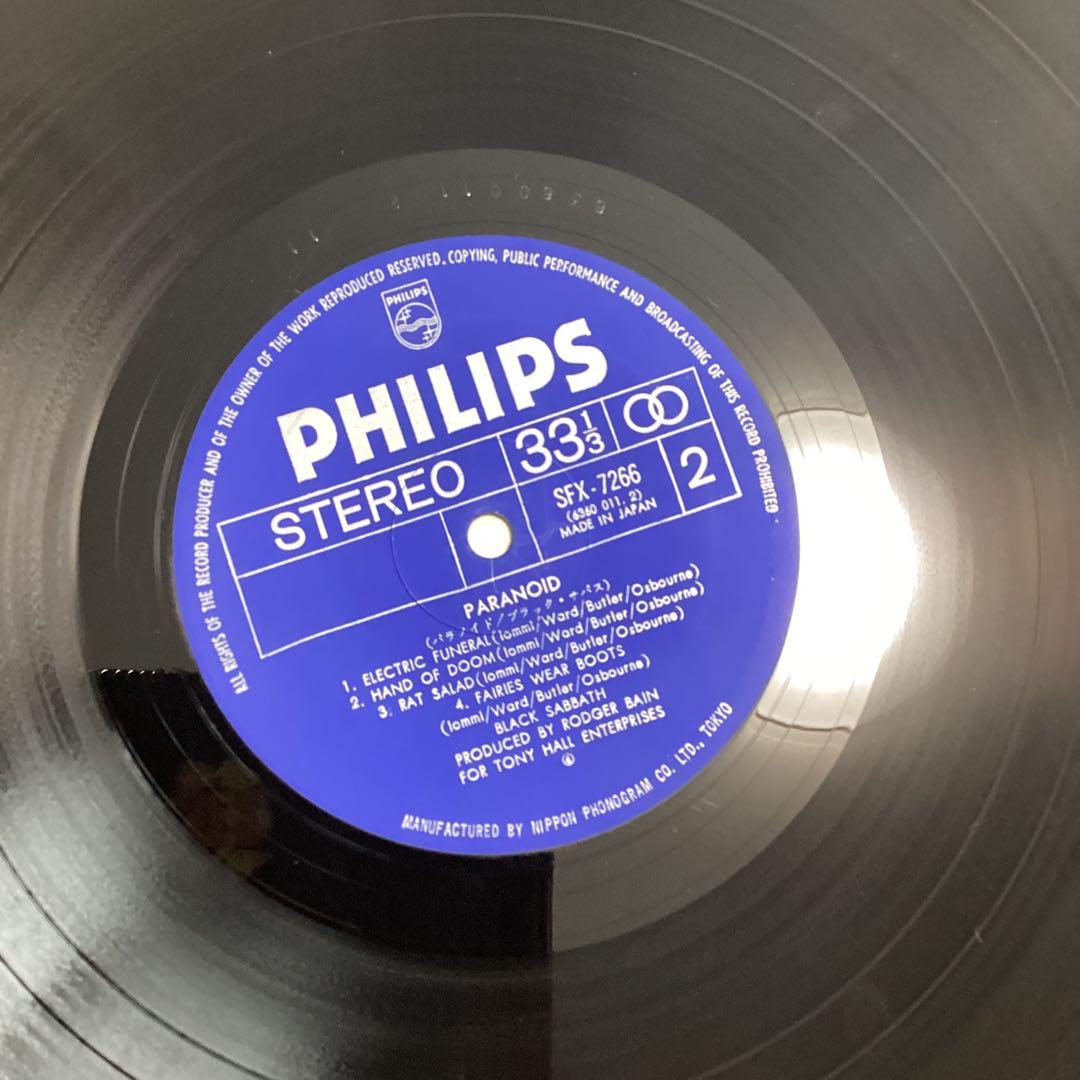 ALL RIGHTS OF THE RECORD PRODUCER AND OF THE OWNER OF THE WORK REPRODUCED RESERVED. COPYING, PUBLIC PERFORMANCE AND BROADCASTING OF THIS RECORD PROHIBITED.
PHILIPS
PHILIPS
STEREO 33⅓
SFX-7266 2
(6360 011. 2)
MADE IN JAPAN
PARANOID
(パラノイド/ブラック・サバス)
1. ELECTRIC FUNERAL(Iommi/Ward/Butler/Osbourne)
2. HAND OF DOOM(Iommi/Ward/Butler/Osbourne)
3. RAT SALAD(Iommi/Ward/Butler/Osbourne)
4. FAIRIES WEAR BOOTS
(Iommi/Ward/Butler/Osbourne)
BLACK SABBATH
PRODUCED BY RODGER BAIN
FOR TONY HALL ENTERPRISES
MANUFACTURED BY NIPPON PHONOGRAM CO. LTD., TOKYO